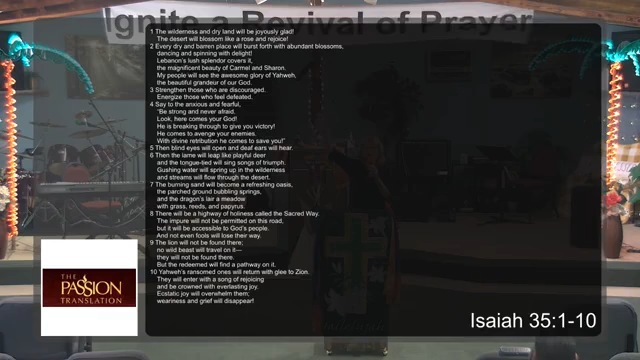 Ignite a Revival of Prayer
1 The wilderness and dry land will be joyously glad!
The desert will blossom like a rose and rejoice!
2 Every dry and barren place will burst forth with abundant blossoms,
dancing and spinning with delight!
Lebanon's lush splendor covers it,
the magnificent beauty of Carmel and Sharon.
My people will see the awesome glory of Yahweh,
the beautiful grandeur of our God.
3 Strengthen those who are discouraged.
Energize those who feel defeated.
4 Say to the anxious and fearful,
"Be strong and never afraid.
Look, here comes your God!
He is breaking through to give you victory!
He comes to avenge your enemies.
With divine retribution he comes to save you!"
5 Then blind eyes will open and deaf ears will hear.
6 Then the lame will leap like playful deer
and the tongue-tied will sing songs of triumph.
Gushing water will spring up in the wilderness
and streams will flow through the desert.
7 The burning sand will become a refreshing oasis,
the parched ground bubbling springs,
and the dragon's lair a meadow
with grass, reeds, and papyrus.
8 There will be a highway of holiness called the Sacred Way.
The impure will not be permitted on this road,
but it will be accessible to God's people.
And not even fools will lose their way.
9 The lion will not be found there;
no wild beast will travel on it—
they will not be found there.
But the redeemed will find a pathway on it.
10 Yahweh's ransomed ones will return with glee to Zion.
They will enter with a song of rejoicing
and be crowned with everlasting joy.
Ecstatic joy will overwhelm them;
weariness and grief will disappear!
THE
PASSION
TRANSLATION
Isaiah 35:1-10